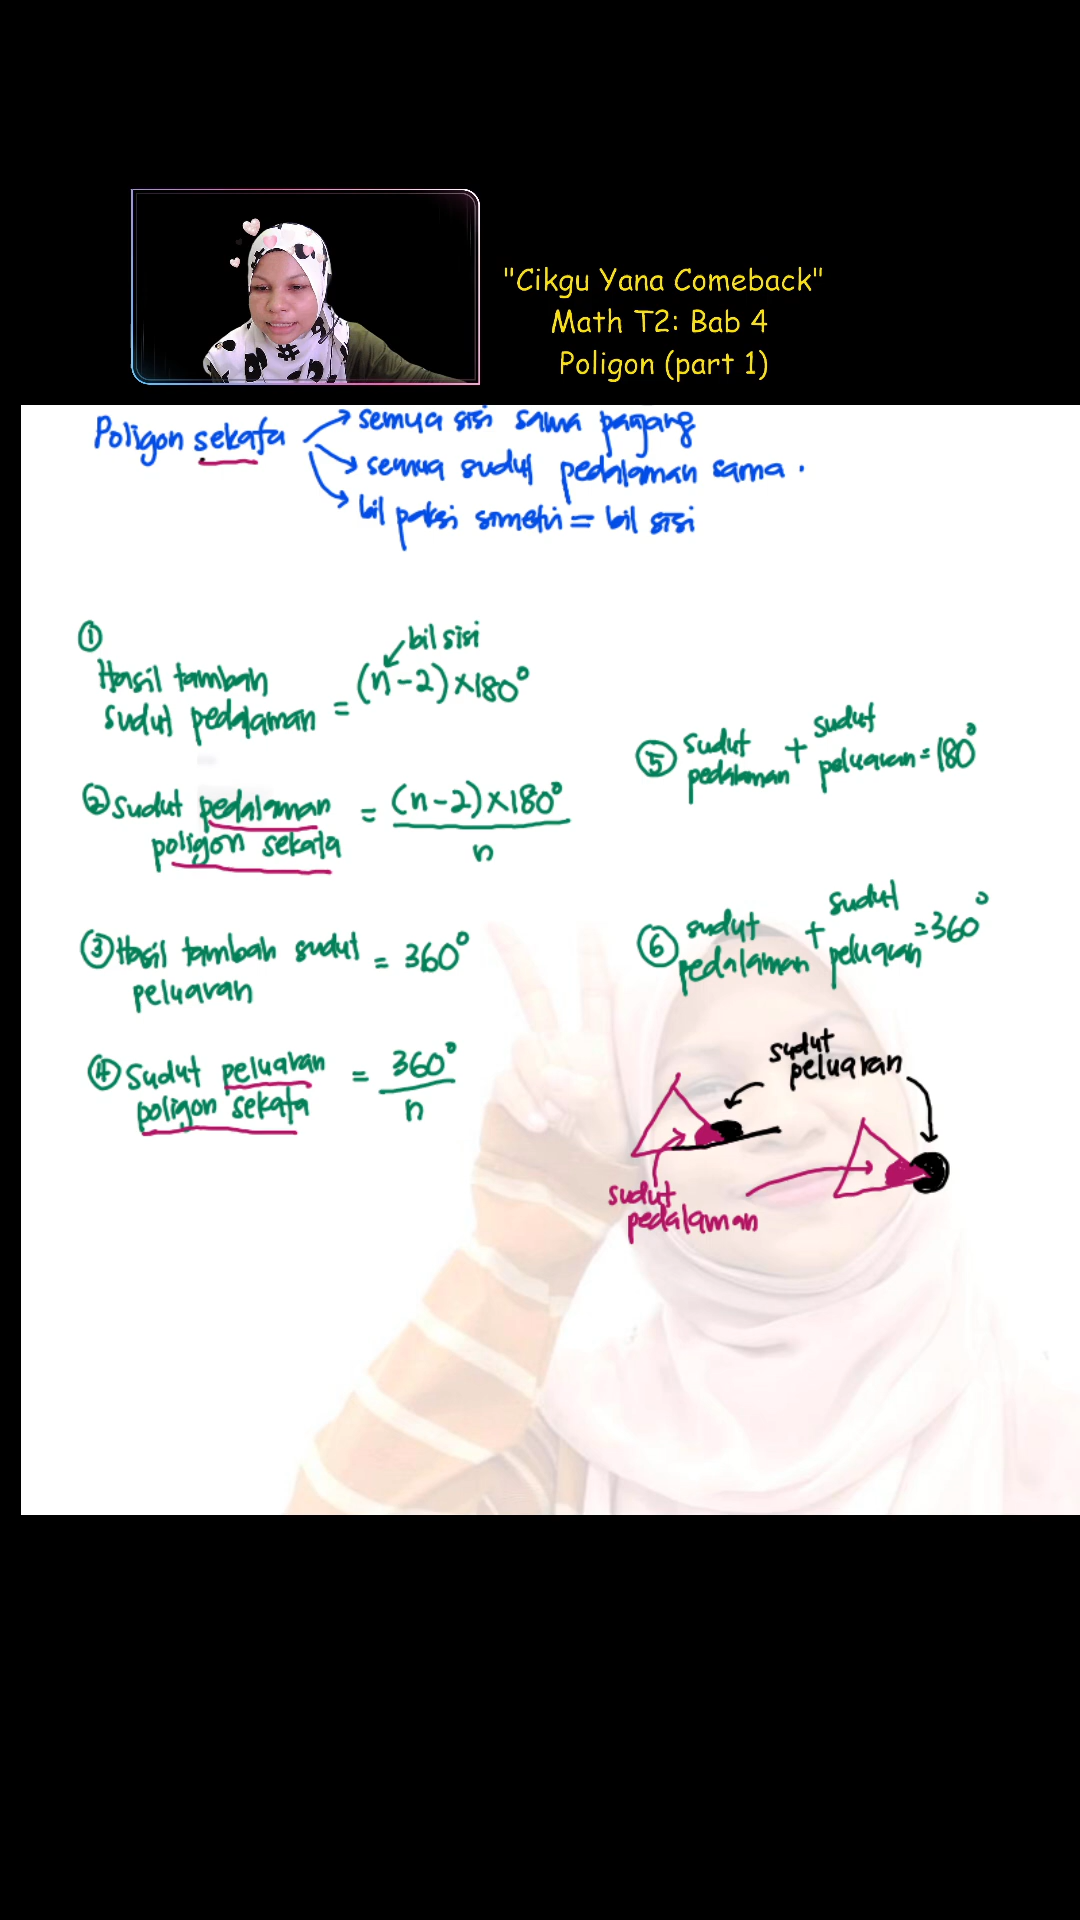 "Cikgu Yana Comeback"
Math T2: Bab 4
Poligon (part 1)
Poligon sekata
semua sisi sama panjang
semua sudut pedalaman sama.
bil paksi simetri = bil sisi
①
bil sisi
Hasil tambah
sudut pedalaman = (n-2)×180°
② Sudut pedalaman
poligon sekata = (n-2)×180°
n
③ Hasil tambah sudut
peluaran = 360°
④ Sudut peluaran
poligon sekata = 360°
n
⑤ sudut pedalaman + sudut peluaran = 180°
⑥ sudut pedalaman + sudut peluaran = 360°
sudut
peluaran
sudut
pedalaman